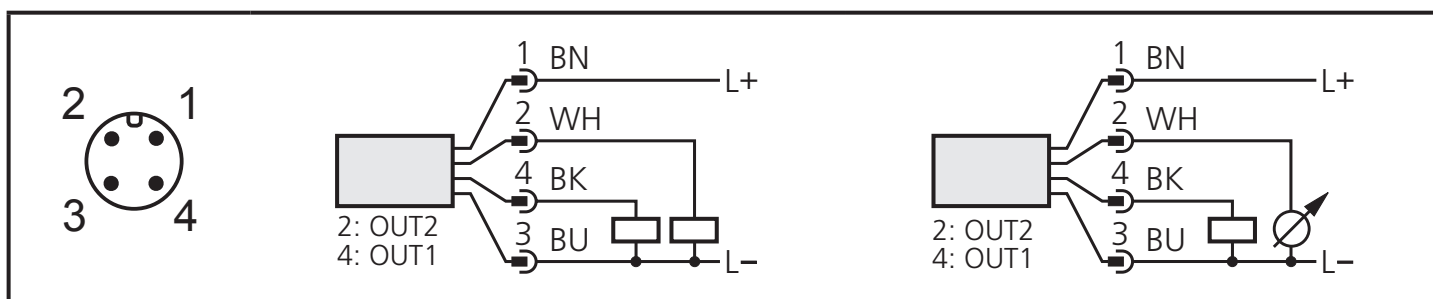 2 1
3 4
1 BN
L+
2 WH
4 BK
3 BU
L–
2: OUT2
4: OUT1
1 BN
L+
2 WH
4 BK
3 BU
L–
2: OUT2
4: OUT1